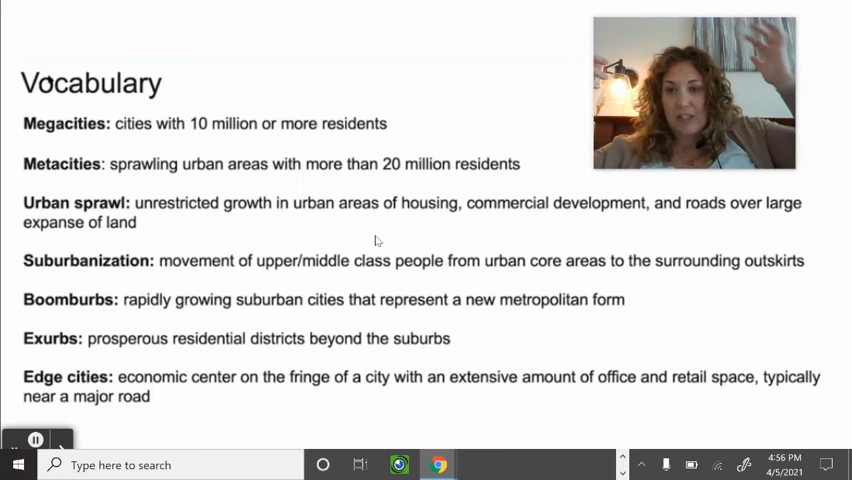 Vocabulary
Megacities: cities with 10 million or more residents
Metacities: sprawling urban areas with more than 20 million residents
Urban sprawl: unrestricted growth in urban areas of housing, commercial development, and roads over large
expanse of land
Suburbanization: movement of upper/middle class people from urban core areas to the surrounding outskirts
Boomburbs: rapidly growing suburban cities that represent a new metropolitan form
Exurbs: prosperous residential districts beyond the suburbs
Edge cities: economic center on the fringe of a city with an extensive amount of office and retail space, typically
near a major road
Type here to search
4:56 PM
4/5/2021